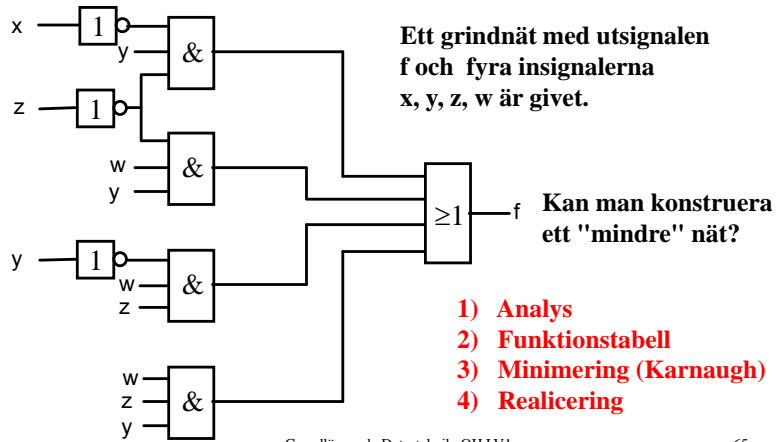 x
1
y
&
z
1
w
y
&
y
1
w
z
&
w
z
y
&
≥1
f
Ett grindnät med utsignalen
f och fyra insignalerna
x, y, z, w är givet.
Kan man konstruera
ett "mindre" nät?
1) Analys
2) Funktionstabell
3) Minimering (Karnaugh)
4) Realicering
65